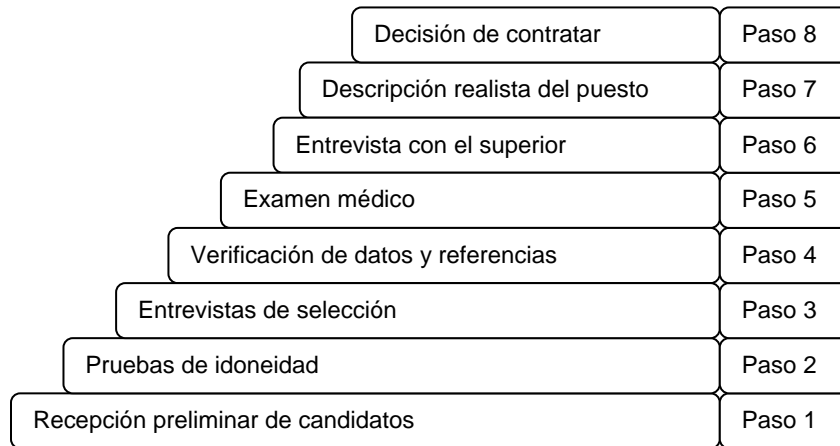 Decisión de contratar Paso 8
Descripción realista del puesto Paso 7
Entrevista con el superior Paso 6
Examen médico Paso 5
Verificación de datos y referencias Paso 4
Entrevistas de selección Paso 3
Pruebas de idoneidad Paso 2
Recepción preliminar de candidatos Paso 1